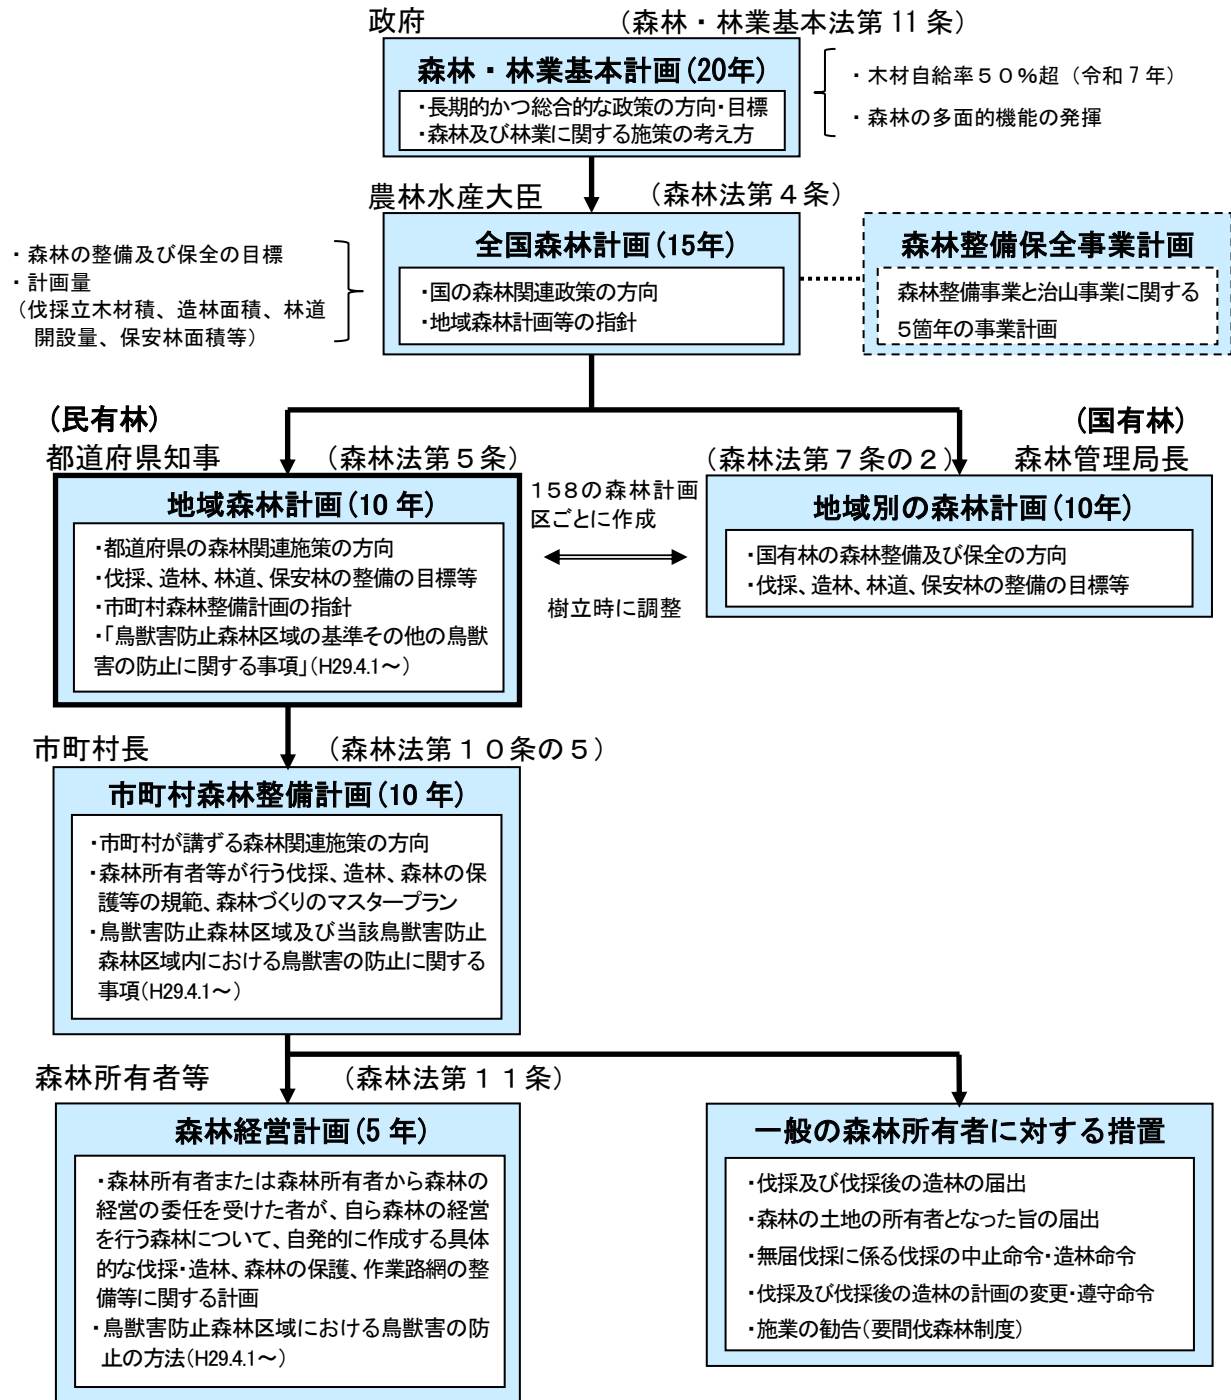 政府 （森林・林業基本法第11条）
森林・林業基本計画（20年）
・長期的かつ総合的な政策の方向・目標
・森林及び林業に関する施策の考え方
・木材自給率５０％超（令和７年）
・森林の多面的機能の発揮
農林水産大臣 （森林法第４条）
全国森林計画（15年）
・国の森林関連政策の方向
・地域森林計画等の指針
・森林の整備及び保全の目標
・計画量
（伐採立木材積、造林面積、林道
開設量、保安林面積等）
森林整備保全事業計画
森林整備事業と治山事業に関する
５箇年の事業計画
（民有林）
都道府県知事 （森林法第５条）
地域森林計画（10年）
・都道府県の森林関連施策の方向
・伐採、造林、林道、保安林の整備の目標等
・市町村森林整備計画の指針
・「鳥獣害防止森林区域の基準その他の鳥獣
害の防止に関する事項」（H29.4.1～）
158の森林計画
区ごとに作成
樹立時に調整
（国有林）
（森林法第７条の２） 森林管理局長
地域別の森林計画（10年）
・国有林の森林整備及び保全の方向
・伐採、造林、林道、保安林の整備の目標等
市町村長 （森林法第１０条の５）
市町村森林整備計画（10年）
・市町村が講ずる森林関連施策の方向
・森林所有者等が行う伐採、造林、森林の保
護等の規範、森林づくりのマスタープラン
・鳥獣害防止森林区域及び当該鳥獣害防止
森林区域内における鳥獣害の防止に関する
事項（H29.4.1～）
森林所有者等 （森林法第１１条）
森林経営計画（5年）
・森林所有者または森林所有者から森林の
経営の委任を受けた者が、自ら森林の経営
を行う森林について、自発的に作成する具体
的な伐採・造林、森林の保護、作業路網の整
備等に関する計画
・鳥獣害防止森林区域における鳥獣害の防
止の方法（H29.4.1～）
一般の森林所有者に対する措置
・伐採及び伐採後の造林の届出
・森林の土地の所有者となった旨の届出
・無届伐採に係る伐採の中止命令・造林命令
・伐採及び伐採後の造林の計画の変更・遵守命令
・施業の勧告（要間伐森林制度）